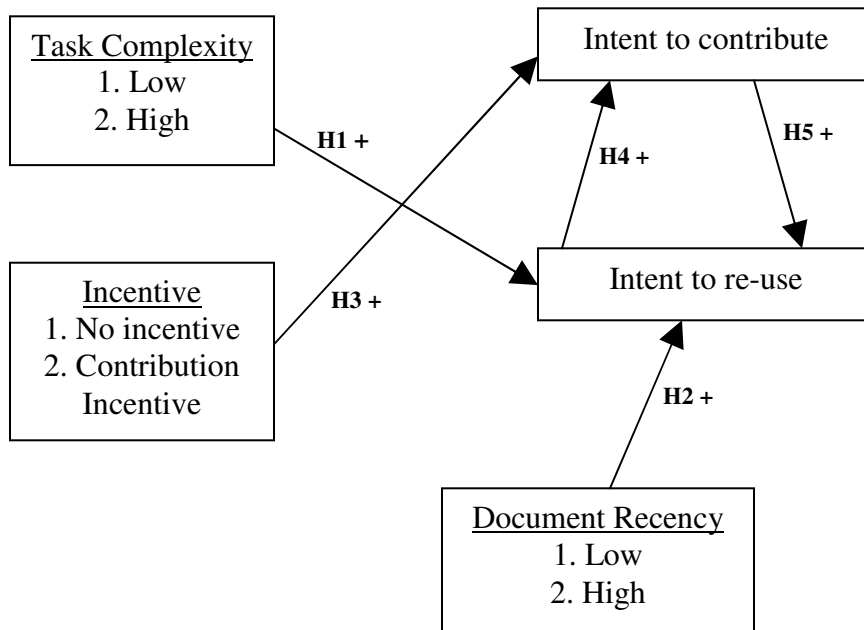 Task Complexity
1. Low
2. High
Intent to contribute
H1 +
H4 +
H5 +
Incentive
1. No incentive
2. Contribution
Incentive
H3 +
Intent to re-use
H2 +
Document Recency
1. Low
2. High